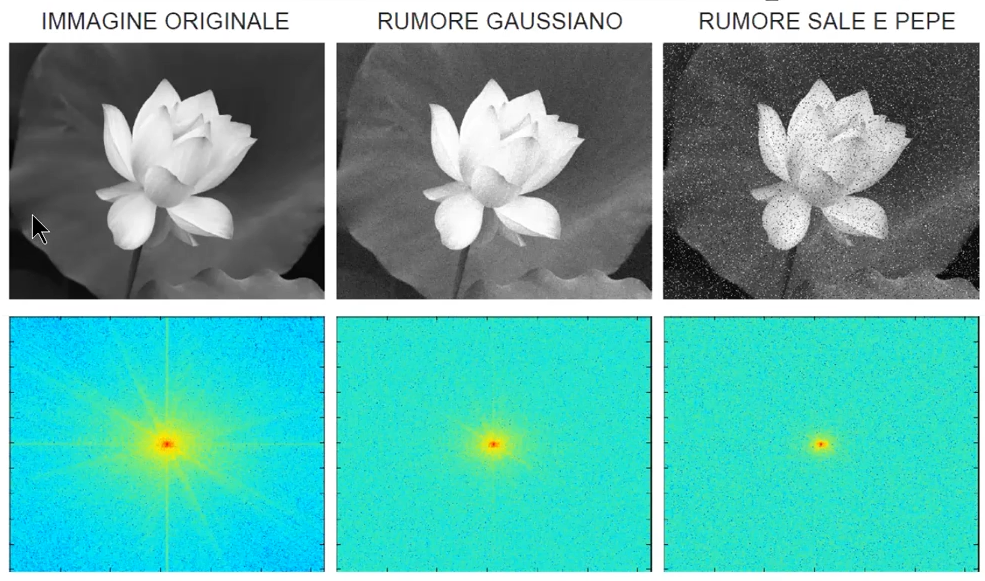 IMMAGINE ORIGINALE
RUMORE GAUSSIANO
RUMORE SALE E PEPE